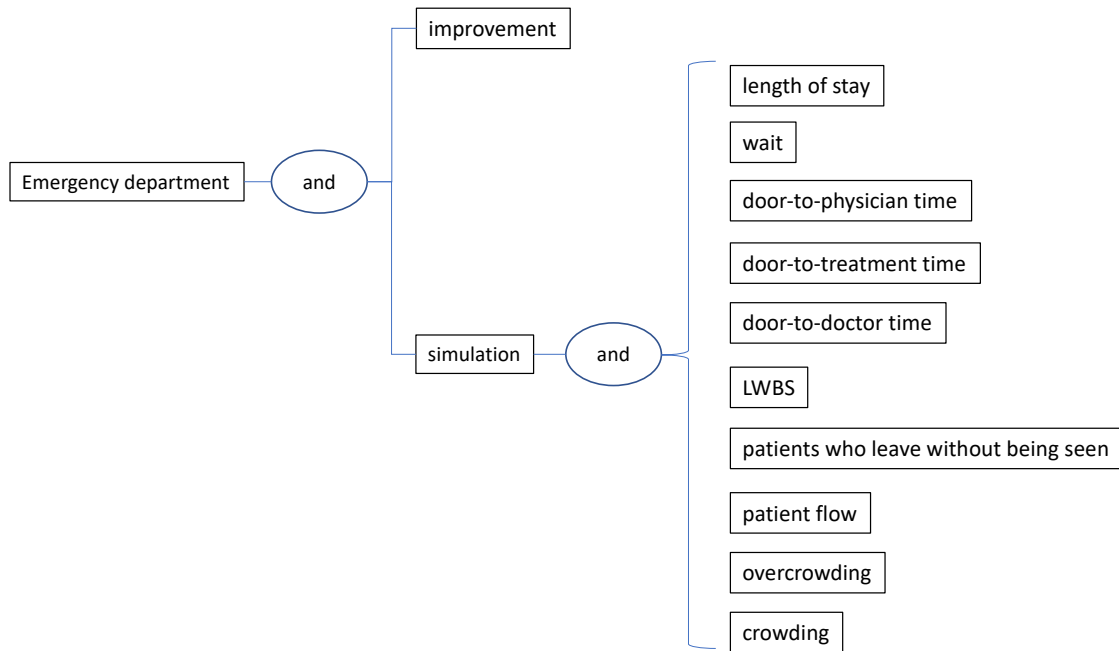 improvement
Emergency department
and
simulation
and
length of stay
wait
door-to-physician time
door-to-treatment time
door-to-doctor time
LWBS
patients who leave without being seen
patient flow
overcrowding
crowding